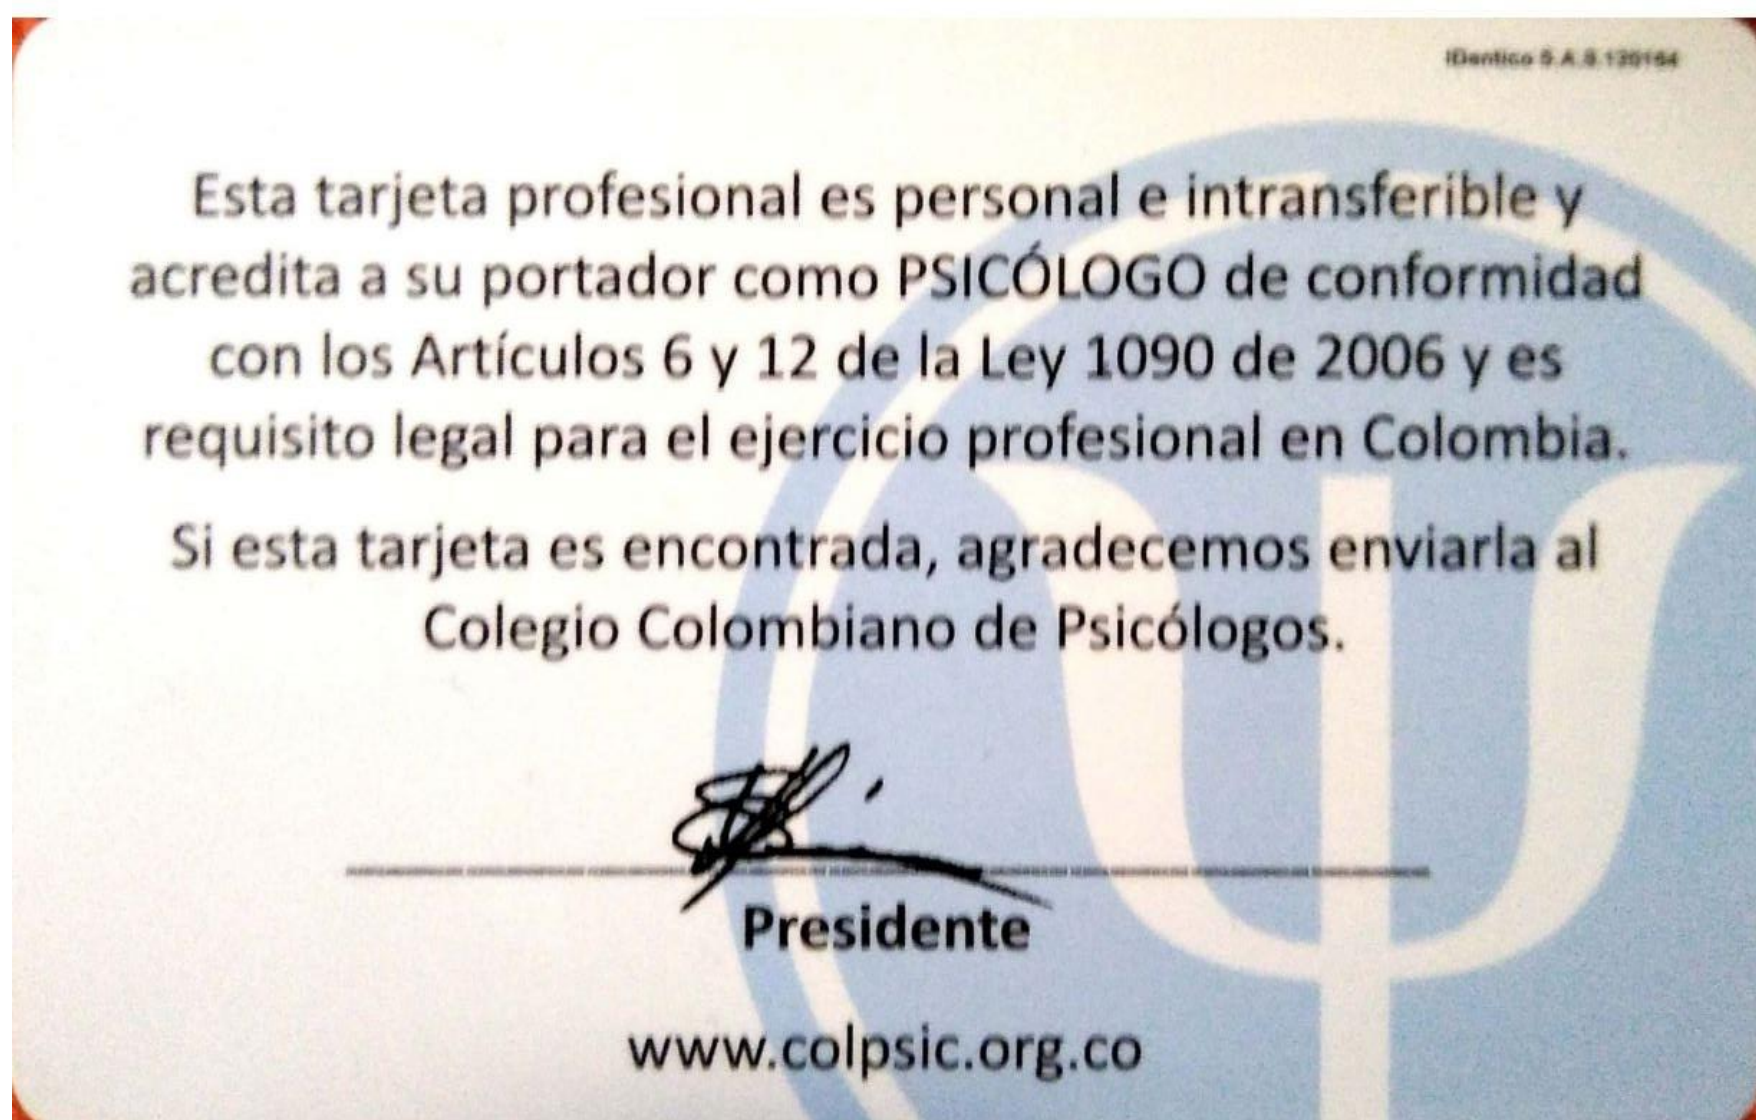 IDentico S.A.S.120164
Esta tarjeta profesional es personal e intransferible y
acredita a su portador como PSICÓLOGO de conformidad
con los Artículos 6 y 12 de la Ley 1090 de 2006 y es
requisito legal para el ejercicio profesional en Colombia.
Si esta tarjeta es encontrada, agradecemos enviarla al
Colegio Colombiano de Psicólogos.
Presidente
www.colpsic.org.co